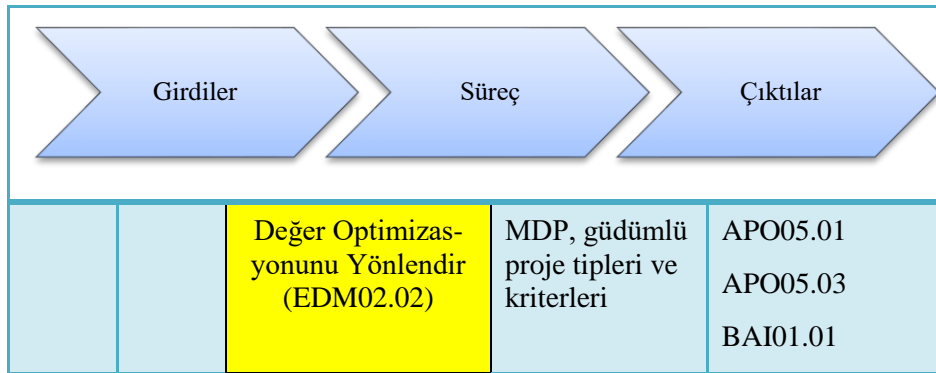 Girdiler
Süreç
Çıktılar
Değer Optimizas-
yonunu Yönlendir
(EDM02.02)
MDP, güdümlü
proje tipleri ve
kriterleri
APO05.01
APO05.03
BAI01.01